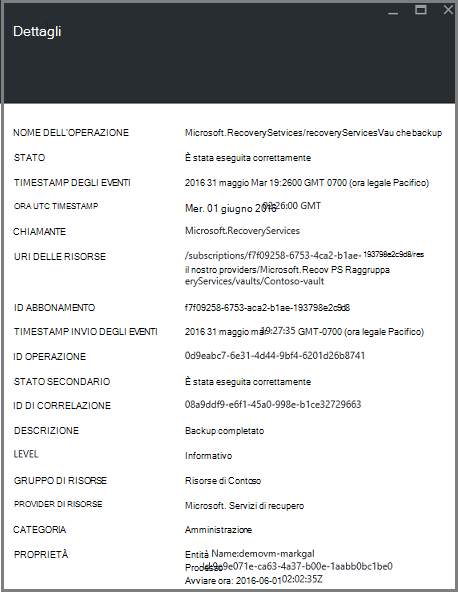 Dettagli
NOME DELL'OPERAZIONE Microsoft.RecoverySetvices/recoveryServicesVau chebackup
STATO È stata eseguita correttamente
TIMESTAMP DEGLI EVENTI 2016 31 maggio Mar 19:2600 GMT 0700 (ora legale Pacifico)
ORA UTC TIMESTAMP Mer. 01 giugno 2016 02:26:00 GMT
CHIAMANTE Microsoft.RecoveryServices
URI DELLE RISORSE /subscriptions/f7f09258-6753-4ca2-b1ae-193798e2c9d8/res
il nostro providers/Microsoft.Recov PS Raggruppa
eryServices/vaults/Contoso-vault
ID ABBONAMENTO f7f09258-6753-aca2-b1ae-193798e2c9d8
TIMESTAMP INVIO DEGLI EVENTI 2016 31 maggio mar. 19:27:35 GMT-0700 (ora legale Pacifico)
ID OPERAZIONE 0d9eabc7-6e31-4d44-9bf4-6201d26b8741
STATO SECONDARIO È stata eseguita correttamente
ID DI CORRELAZIONE 08a9ddf9-e6f1-45a0-998e-b1ce32729663
DESCRIZIONE Backup completato
LEVEL Informativo
GRUPPO DI RISORSE Risorse di Contoso
PROVIDER DI RISORSE Microsoft. Servizi di recupero
CATEGORIA Amministrazione
PROPRIETÀ Entità Name:demovm-markgal
Processo
Avviare ora: 2016-06-01 02:02:35Z